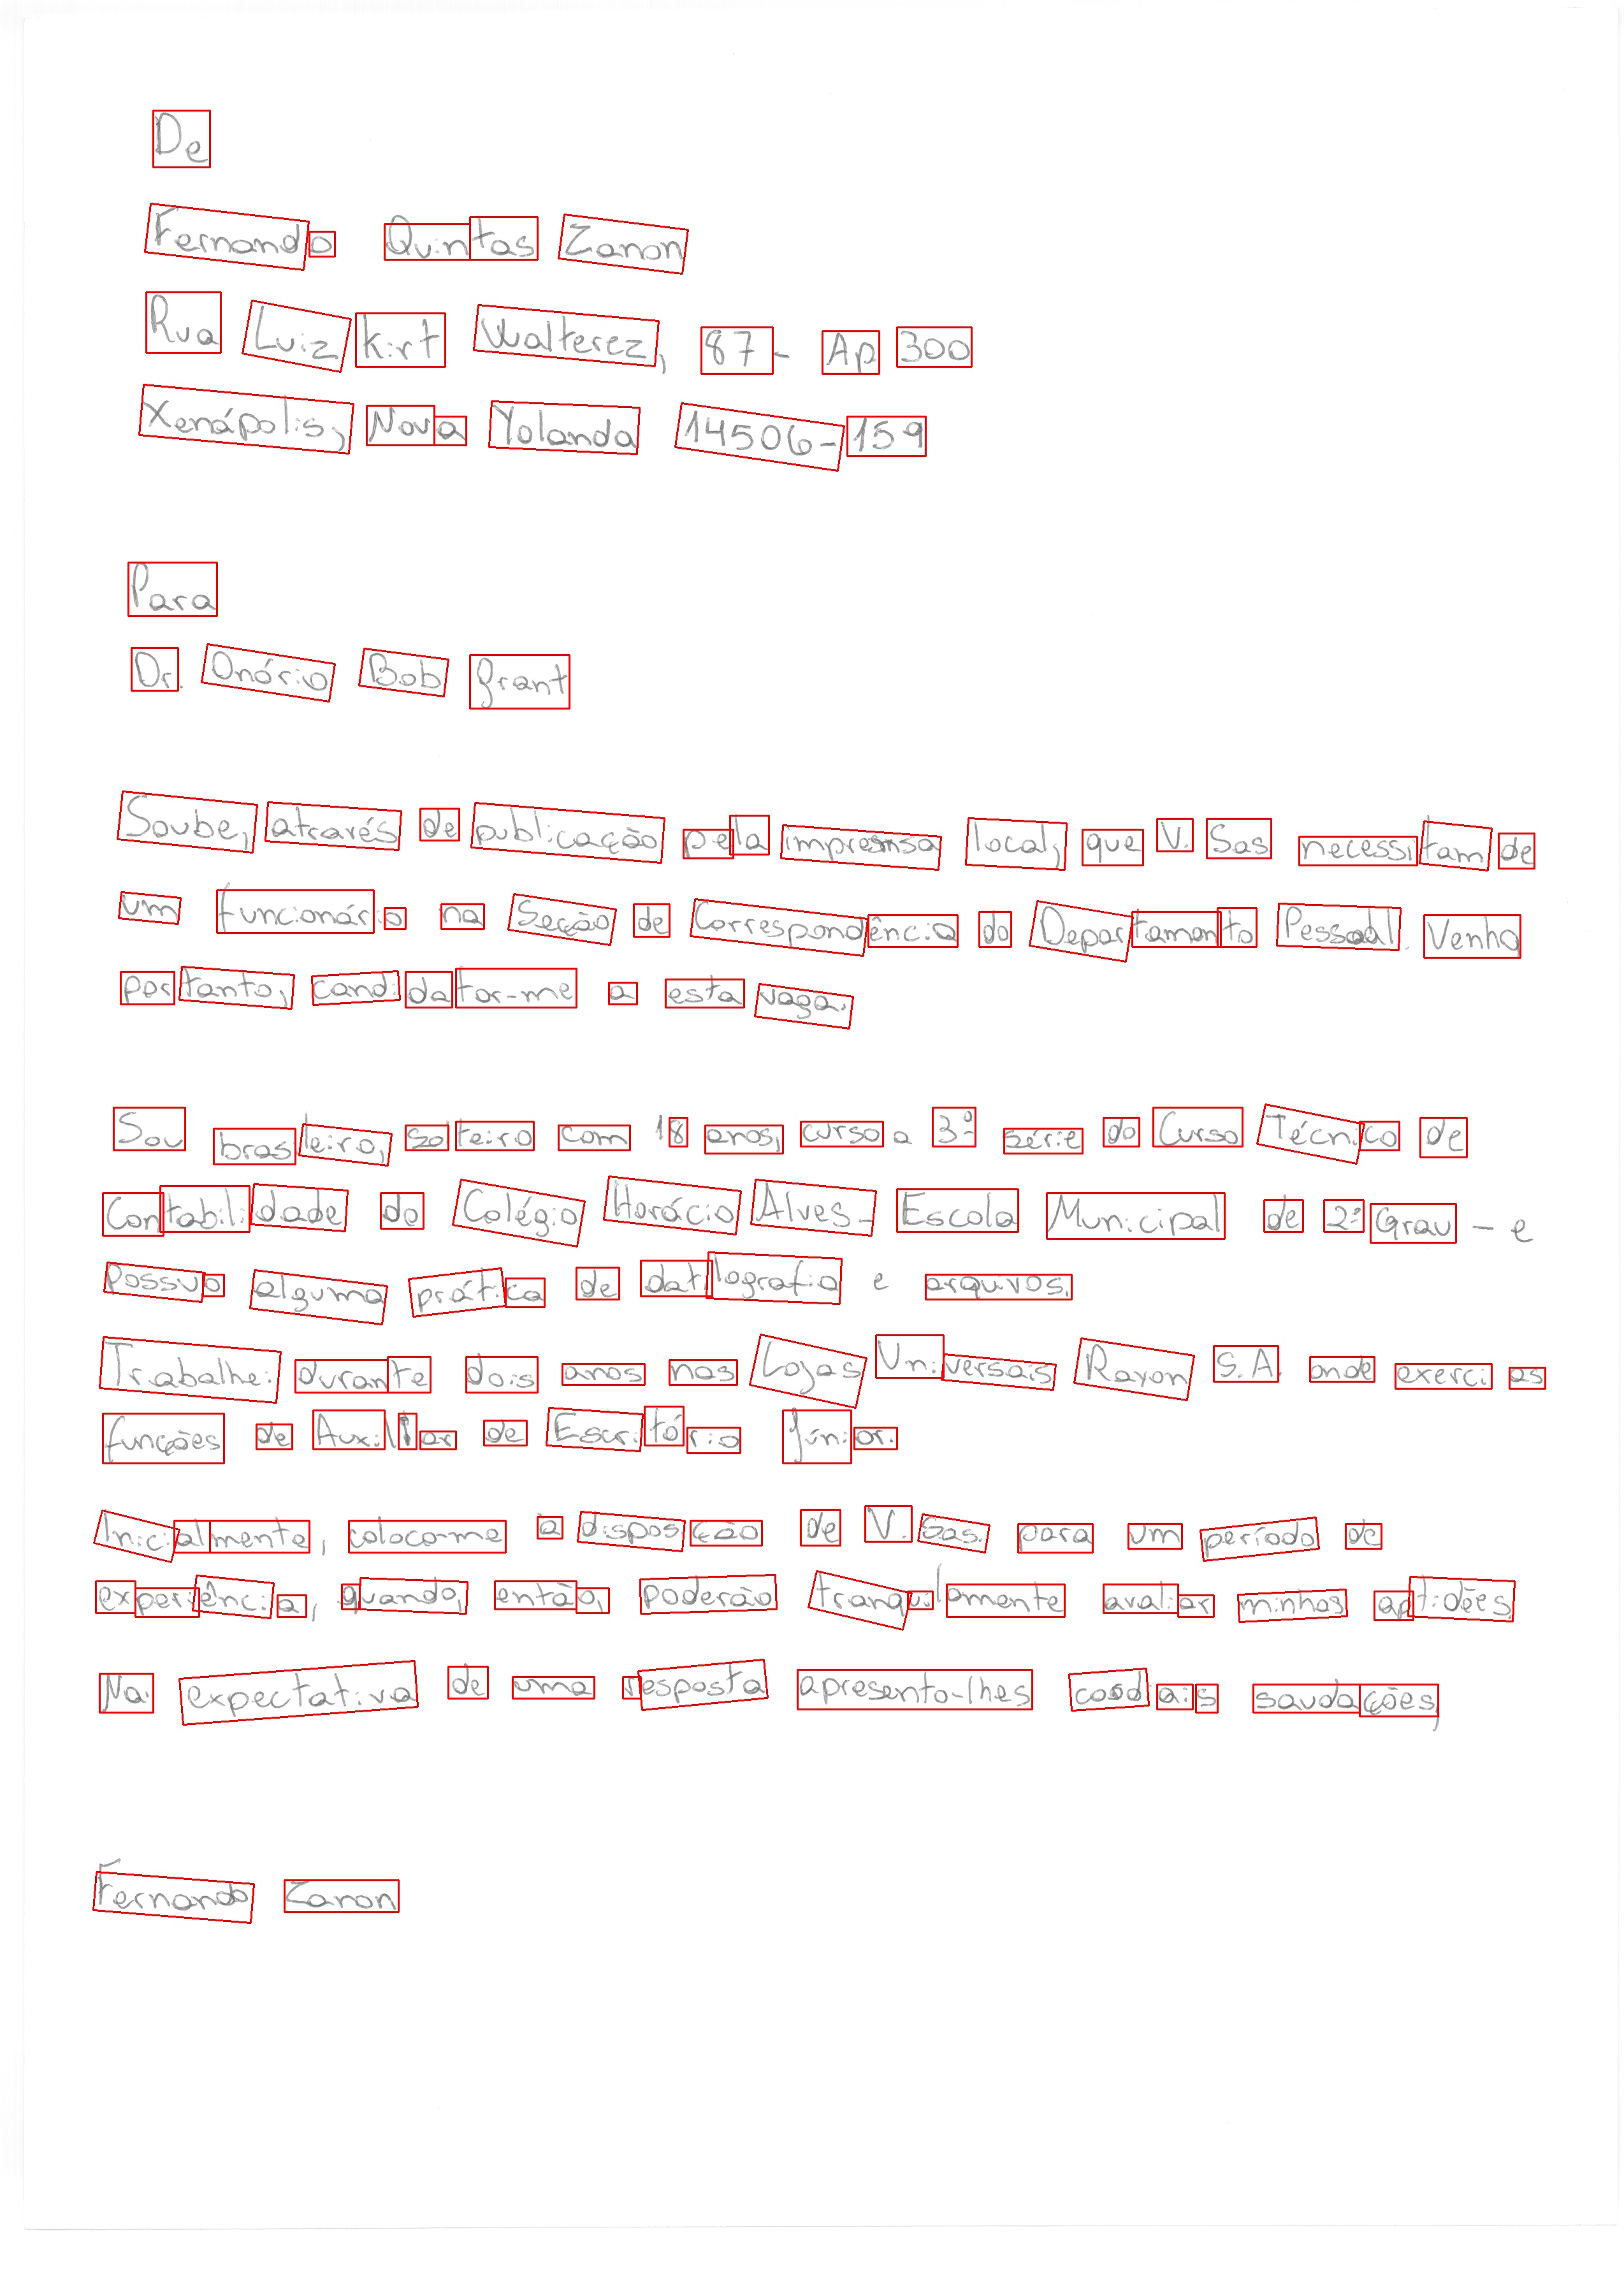 De
Fernando Quintas Zanon
Rua Luiz Kirt Walterez, 87 - Ap 300
Xenápolis, Nova Yolanda 14506-159
Para
Dr. Onório Bob Grant
Soube, através de publicação pela imprensa local, que V. Sas necessitam de
um funcionário na Seção de Correspondência do Departamento Pessoal. Venho
portanto, candidatar-me a esta vaga.
Sou brasileiro, solteiro com 18 anos, curso a 3ª série do Curso Técnico de
Contabilidade do Colégio Horácio Alves - Escola Municipal de 2º Grau - e
possuo alguma prática de datilografia e arquivos.
Trabalhei durante dois anos nas Lojas Universais Rayon S.A. onde exerci as
funções de Auxiliar de Escritório Júnior.
Inicialmente, coloco-me à disposição de V. Sas. para um período de
experiência, quando, então, poderão tranquilamente avaliar minhas aptidões.
Na expectativa de uma resposta apresento-lhes cordiais saudações,
Fernando Zanon